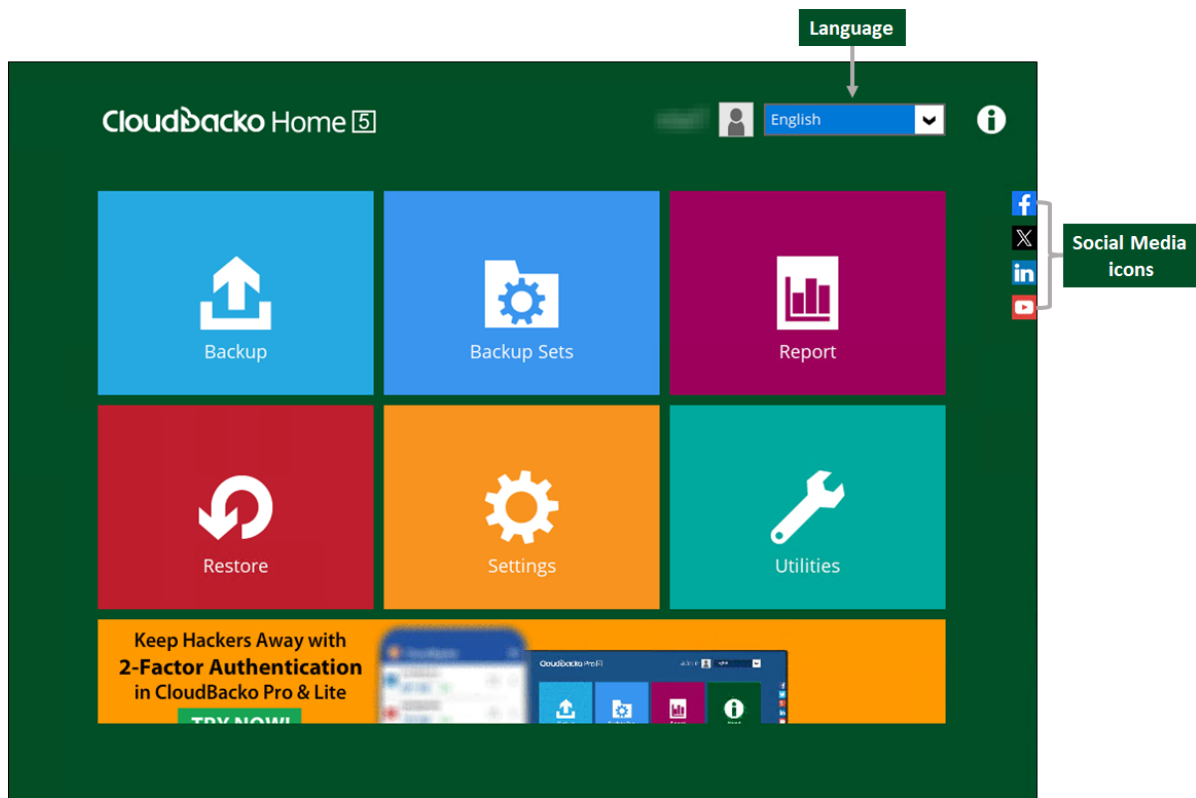 Language
CloudBacko Home 5
English
Social Media
icons
Backup
Backup Sets
Report
Restore
Settings
Utilities
Keep Hackers Away with
2-Factor Authentication
in CloudBacko Pro & Lite
TRY NOW!
CloudBacko Pro